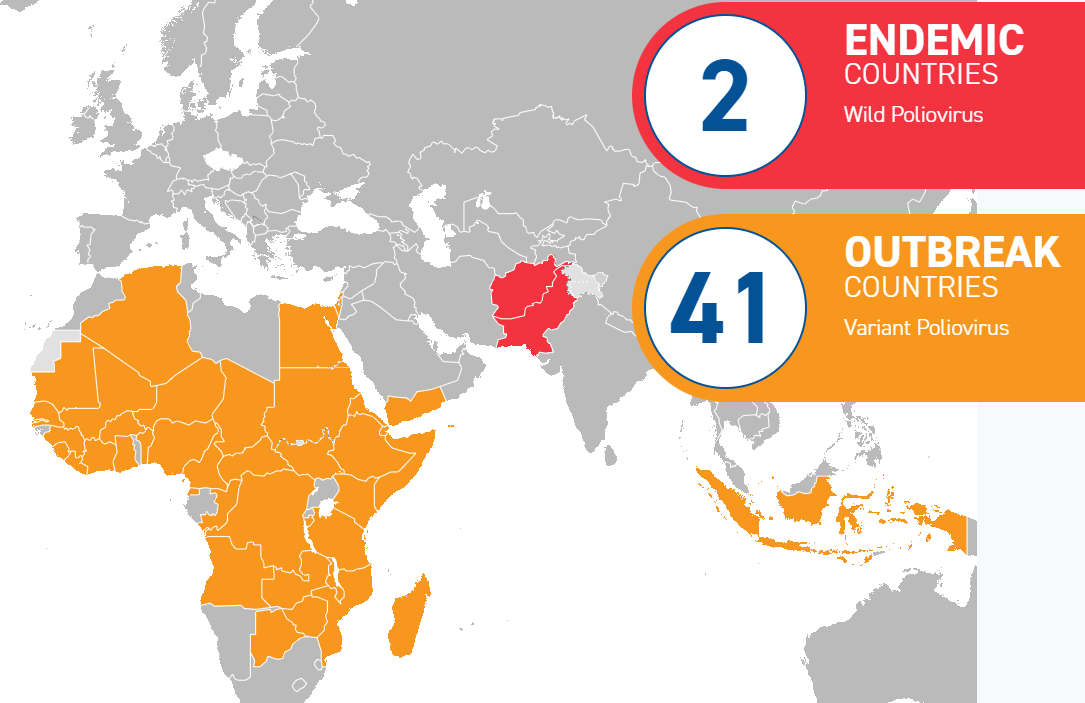 2
ENDEMIC
COUNTRIES
Wild Poliovirus
41
OUTBREAK
COUNTRIES
Variant Poliovirus